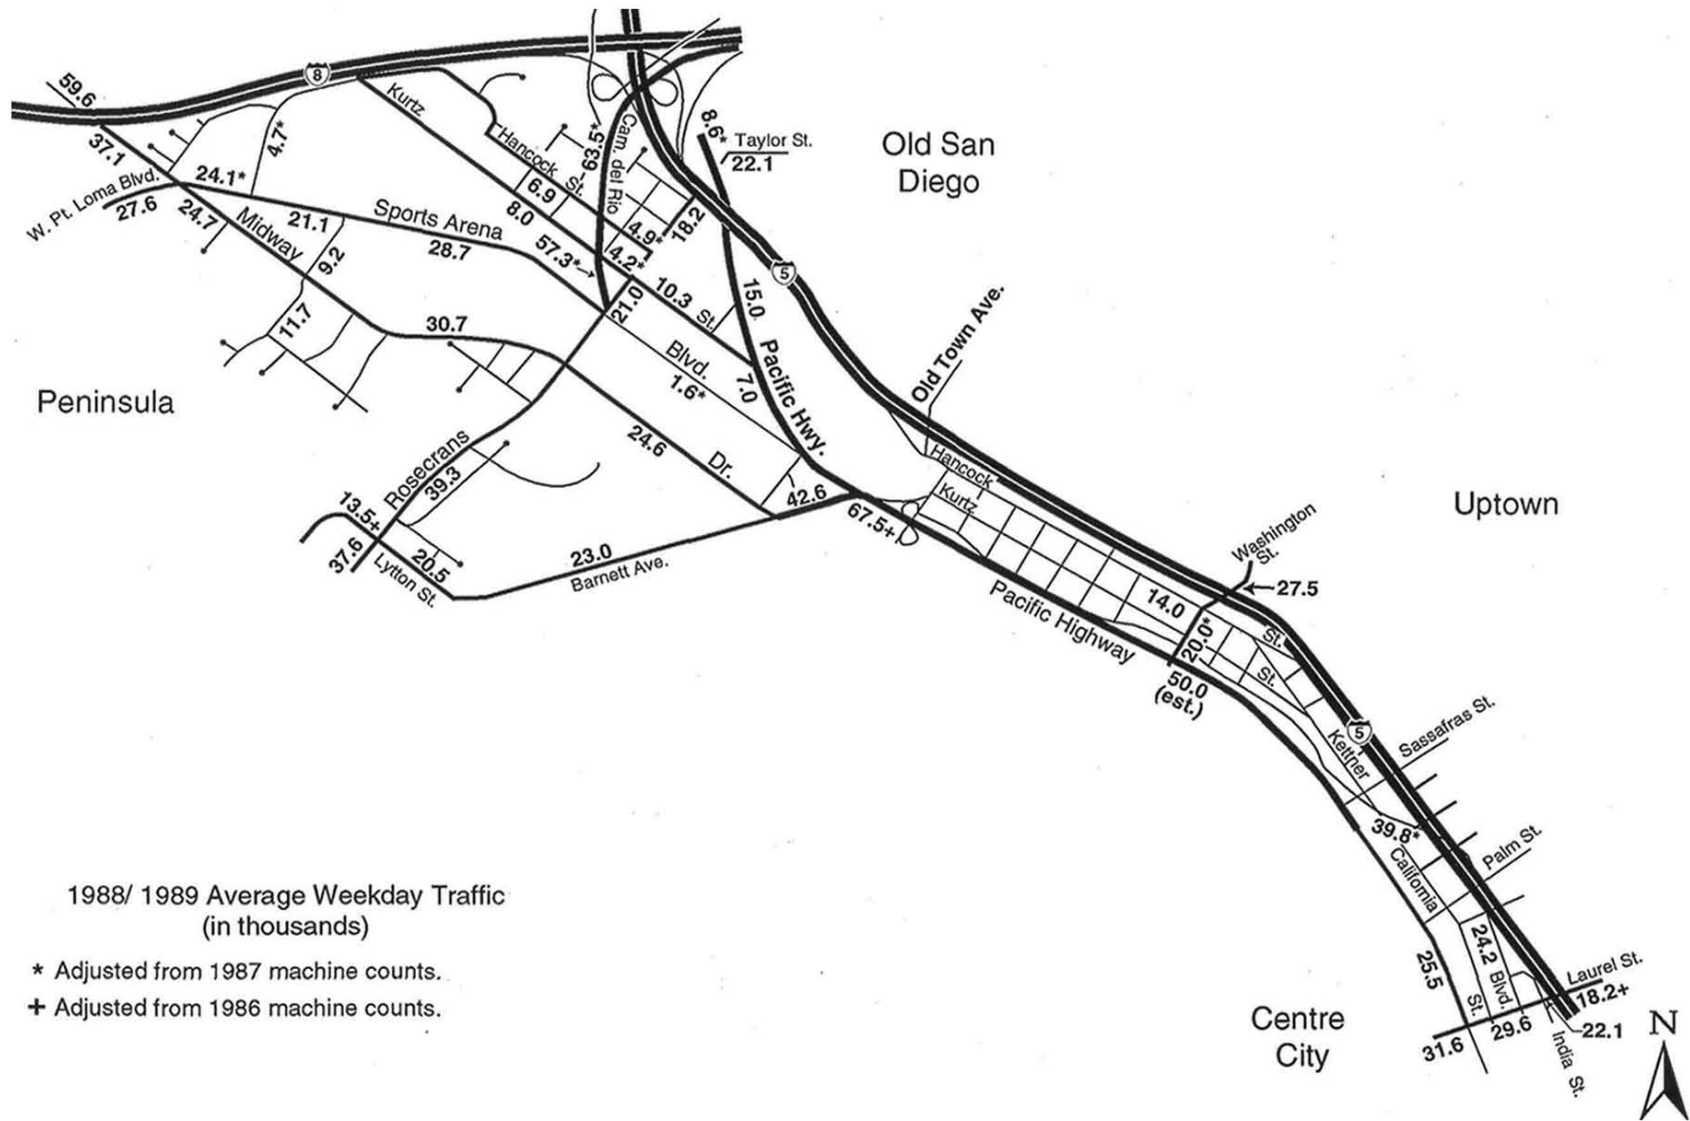 59.6
8
37.1
Kurtz
4.7*
Hancock
St.
63.5*
Cam. del Rio
8.6*
Taylor St.
22.1
Old San
Diego
W. Pt. Loma Blvd.
27.6
24.1*
24.7
Midway
21.1
9.2
Sports Arena
28.7
6.9
8.0
57.3*
4.9*
4.2*
18.2
21.0
10.3
St.
15.0
5
11.7
30.7
Blvd.
1.6*
7.0
Pacific Hwy.
Old Town Ave.
Peninsula
24.6
Dr.
Rosecrans
39.3
42.6
67.5+
Hancock
Kurtz
Uptown
13.5+
37.6
20.5
Lytton St.
23.0
Barnett Ave.
Washington
St.
27.5
14.0
20.0*
Pacific Highway
50.0
(est.)
St.
St.
5
Kettner
Sassafras St.
39.8*
California
Palm St.
1988/ 1989 Average Weekday Traffic
(in thousands)
* Adjusted from 1987 machine counts.
+ Adjusted from 1986 machine counts.
24.2
Blvd.
25.5
St.
Laurel St.
18.2+
22.1
29.6
31.6
India St.
Centre
City
N